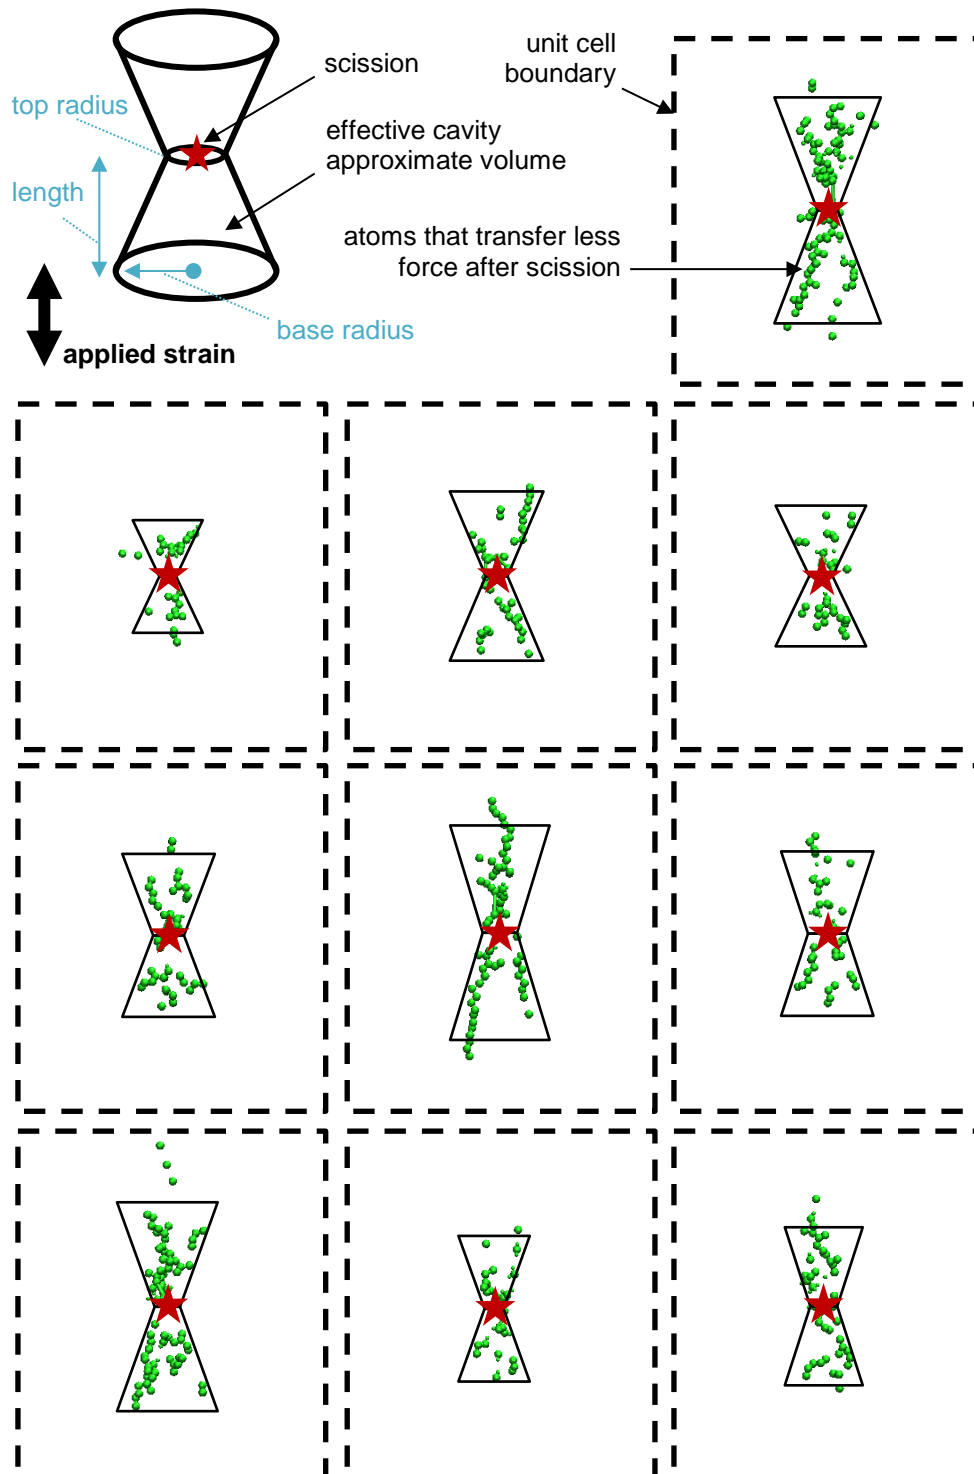 scission
unit cell
boundary
top radius
effective cavity
approximate volume
length
atoms that transfer less
force after scission
base radius
applied strain